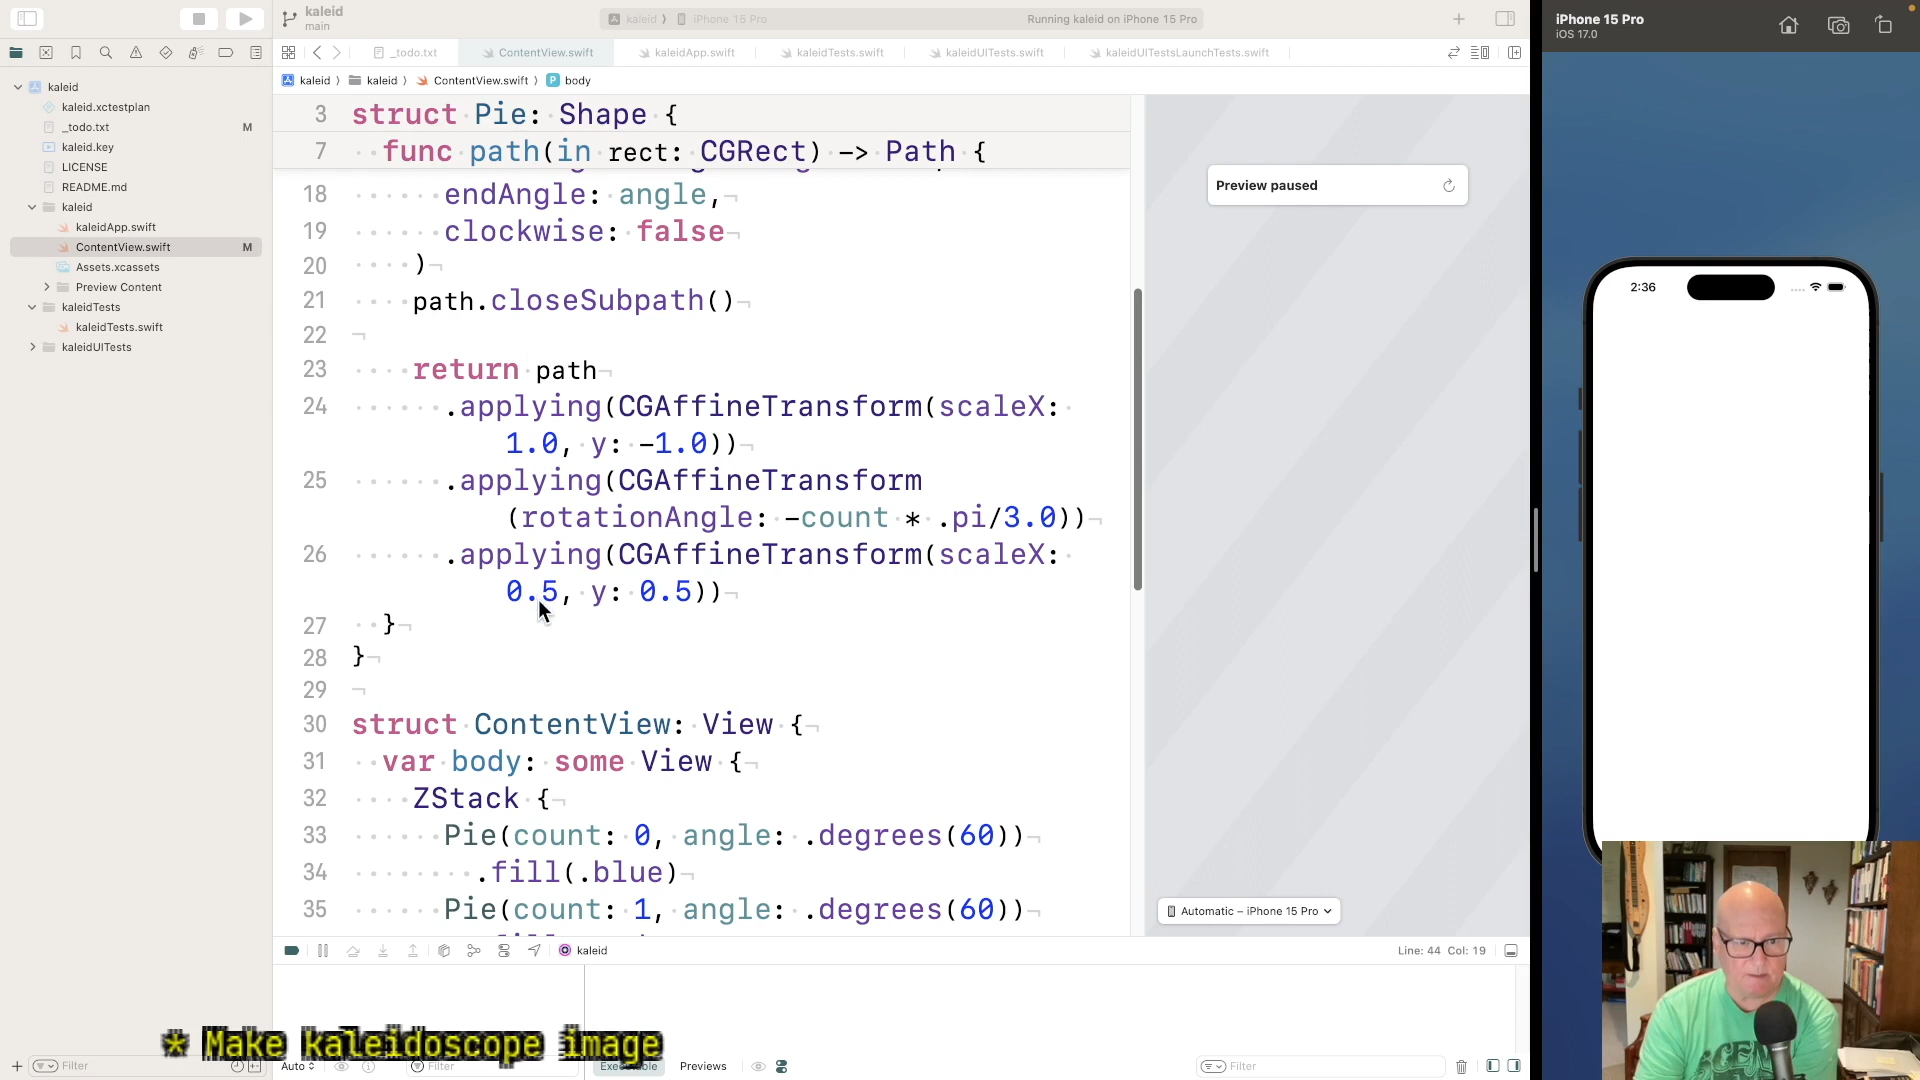 kaleid
main
kaleid
iPhone 15 Pro
Running kaleid on iPhone 15 Pro
iPhone 15 Pro
iOS 17.0
_todo.txt
ContentView.swift
kaleidApp.swift
kaleidTests.swift
kaleidUITests.swift
kaleidUITestsLaunchTests.swift
kaleid
kaleid
ContentView.swift
P body
kaleid
kaleid.xctestplan
_todo.txt M
kaleid.key
LICENSE
README.md
kaleid
kaleidApp.swift
ContentView.swift M
Assets.xcassets
Preview Content
kaleidTests
kaleidTests.swift
kaleidUITests
3 struct Pie: Shape {
7 func path(in rect: CGRect) -> Path {
18 endAngle: angle,
19 clockwise: false
20 )
21 path.closeSubpath()
22
23 return path
24 .applying(CGAffineTransform(scaleX:
1.0, y: -1.0))
25 .applying(CGAffineTransform
(rotationAngle: -count * .pi/3.0))
26 .applying(CGAffineTransform(scaleX:
0.5, y: 0.5))
27 }
28 }
29
30 struct ContentView: View {
31 var body: some View {
32 ZStack {
33 Pie(count: 0, angle: .degrees(60))
34 .fill(.blue)
35 Pie(count: 1, angle: .degrees(60))
Preview paused
Automatic – iPhone 15 Pro
2:36
kaleid
Line: 44 Col: 19
* Make kaleidoscope image
Filter
Auto
Filter
Executable
Previews
Filter